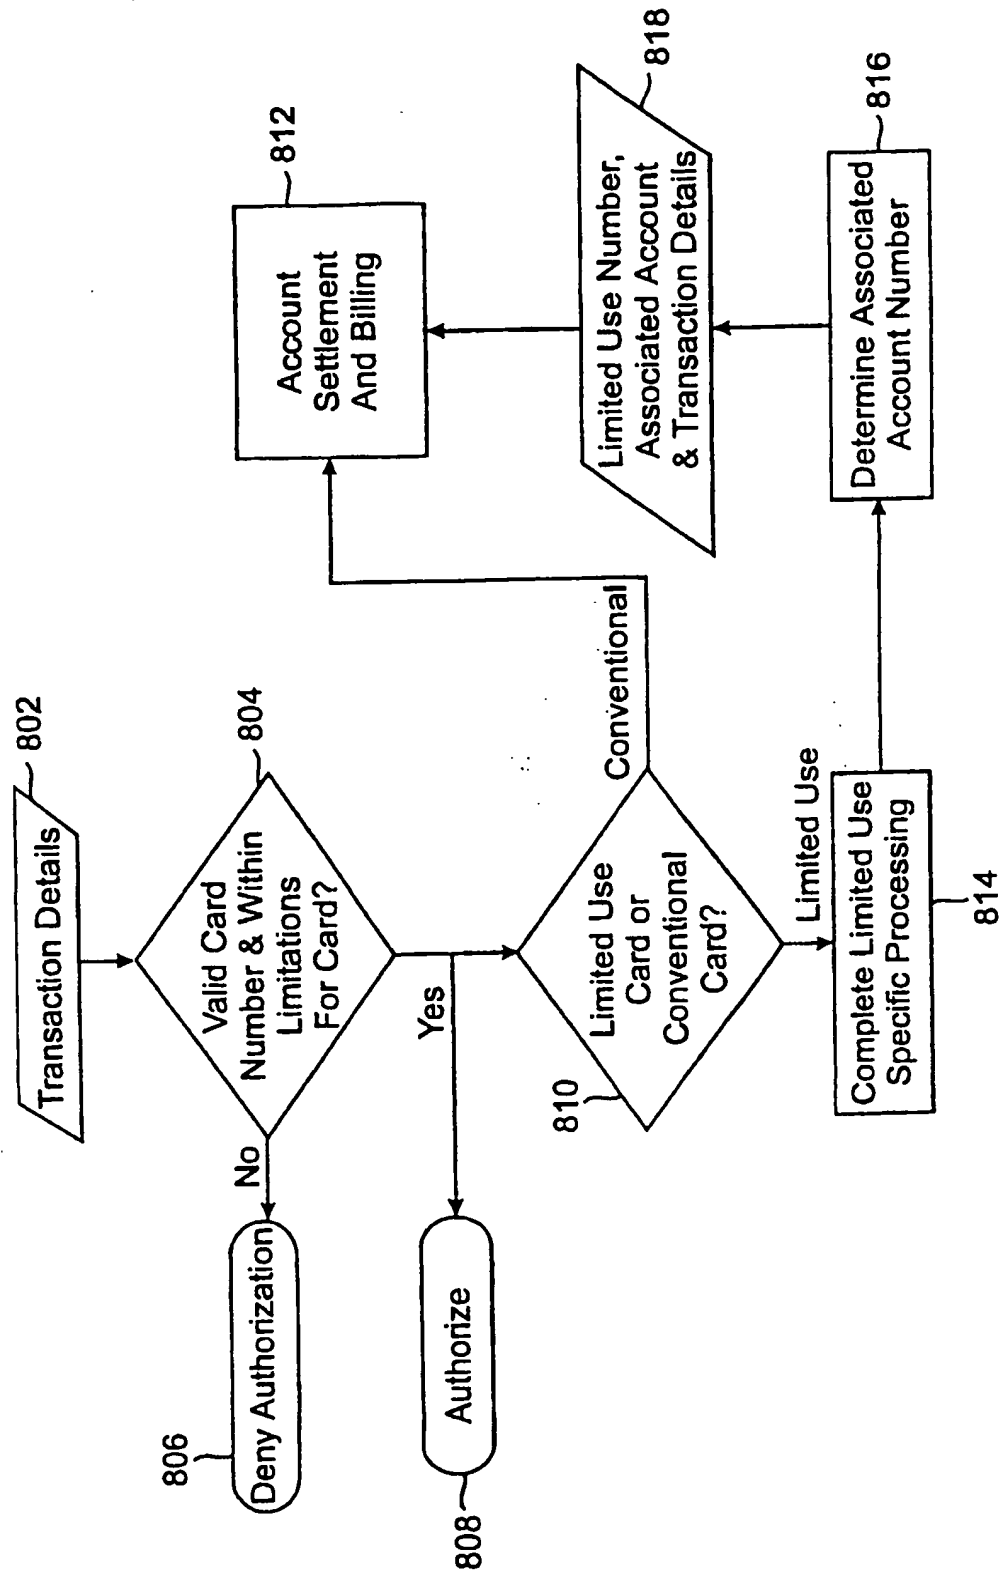 802
Transaction Details
804
Valid Card
Number & Within
Limitations
For Card?
No
806
Deny Authorization
Yes
808
Authorize
810
Limited Use
Card or
Conventional
Card?
Conventional
812
Account
Settlement
And Billing
Limited Use
Complete Limited Use
Specific Processing
814
Determine Associated
Account Number
816
Limited Use Number,
Associated Account
& Transaction Details
818